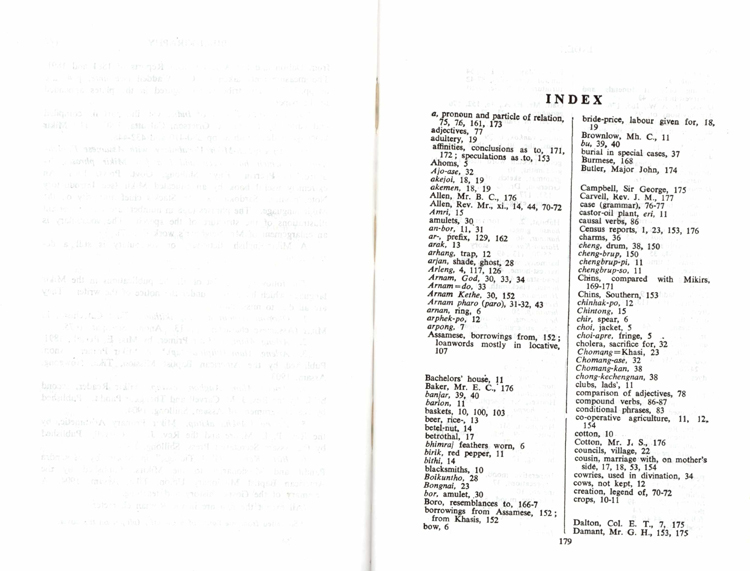 INDEX
a, pronoun and particle of relation,
75, 76, 161, 173
adjectives, 77
adultery, 19
affinities, conclusions as to, 171,
172; speculations as to, 153
Ahoms, 5
Ajo-ase, 32
akejoi, 18, 19
akemen, 18, 19
Allen, Mr. B. C., 176
Allen, Rev. Mr., xi., 14, 44, 70-72
Amri, 15
amulets, 30
an-bor, 11, 31
ar-, prefix, 129, 162
arak, 13
arhang, trap, 12
arjan, shade, ghost, 28
Arleng, 4, 117, 126
Arnam, God, 30, 33, 34
Arnam=do, 33
Arnam Kethe, 30, 152
Arnam pharo (paro), 31-32, 43
arnan, ring, 6
arphek-po, 12
arpong, 7
Assamese, borrowings from, 152;
loanwords mostly in locative,
107
Bachelors' house, 11
Baker, Mr. E. C., 176
banjar, 39, 40
barlon, 11
baskets, 10, 100, 103
beer, rice-, 13
betel-nut, 14
betrothal, 17
bhimraj feathers worn, 6
birik, red pepper, 11
bithi, 14
blacksmiths, 10
Boikuntho, 28
Bongnai, 23
bor, amulet, 30
Boro, resemblances to, 166-7
borrowings from Assamese, 152;
from Khasis, 152
bow, 6
bride-price, labour given for, 18,
19
Brownlow, Mh. C., 11
bu, 39, 40
burial in special cases, 37
Burmese, 168
Butler, Major John, 174
Campbell, Sir George, 175
Carvell, Rev. J. M., 177
case (grammar), 76-77
castor-oil plant, eri, 11
causal verbs, 86
Census reports, 1, 23, 153, 176
charms, 36
cheng, drum, 38, 150
cheng-brup, 150
chengbrup-pi, 11
chengbrup-so, 11
Chins, compared with Mikirs,
169-171
Chins, Southern, 153
chinhak-po, 12
Chintong, 15
chir, spear, 6
choi, jacket, 5
choi-apre, fringe, 5
cholera, sacrifice for, 32
Chomang=Khasi, 23
Chomang-ase, 32
Chomang-kan, 38
chong-kechengnan, 38
clubs, lads', 11
comparison of adjectives, 78
compound verbs, 86-87
conditional phrases, 83
co-operative agriculture, 11, 12,
154
cotton, 10
Cotton, Mr. J. S., 176
councils, village, 22
cousin, marriage with, on mother's
side, 17, 18, 53, 154
cowries, used in divination, 34
cows, not kept, 12
creation, legend of, 70-72
crops, 10-11
Dalton, Col. E. T., 7, 175
Damant, Mr. G. H., 153, 175
179